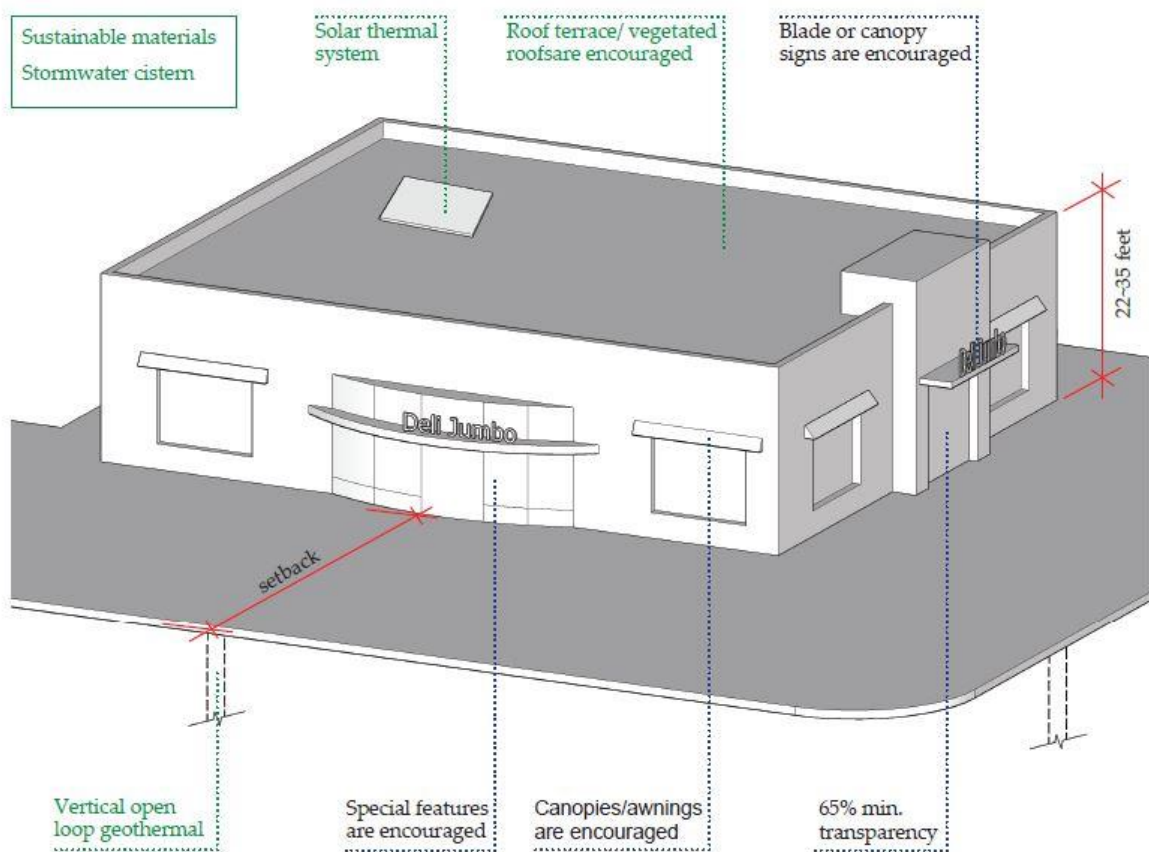 Sustainable materials
Stormwater cistern
Solar thermal
system
Roof terrace/ vegetated
roofsare encouraged
Blade or canopy
signs are encouraged
22-35 feet
Deli Jumbo
Deli Jumbo
setback
Vertical open
loop geothermal
Special features
are encouraged
Canopies/awnings
are encouraged
65% min.
transparency